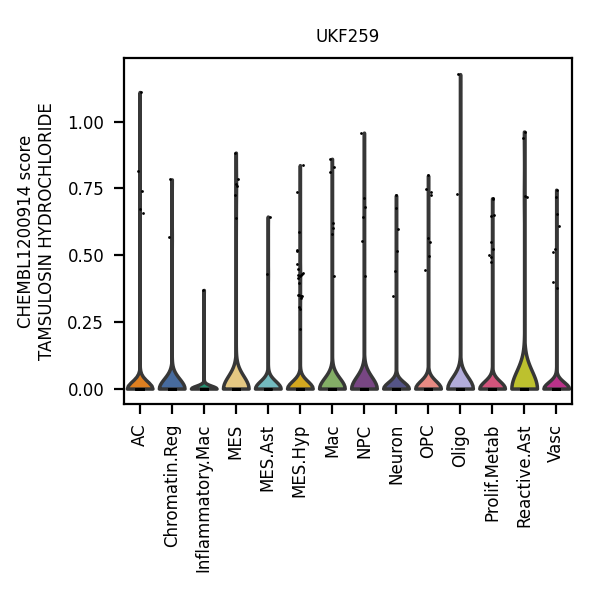 UKF259
CHEMBL1200914 score
TAMSULOSIN HYDROCHLORIDE
1.00
0.75
0.50
0.25
0.00
AC
Chromatin.Reg
Inflammatory.Mac
MES
MES.Ast
MES.Hyp
Mac
NPC
Neuron
OPC
Oligo
Prolif.Metab
Reactive.Ast
Vasc